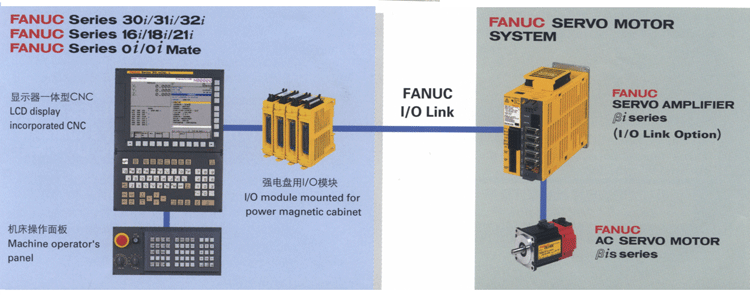 FANUC Series 30i/31i/32i
FANUC Series 16i/18i/21i
FANUC Series 0i/0i Mate
显示器一体型CNC
LCD display
incorporated CNC
强电盘用I/O模块
I/O module mounted for
power magnetic cabinet
机床操作面板
Machine operator's
panel
FANUC
I/O Link
FANUC SERVO MOTOR
SYSTEM
FANUC
SERVO AMPLIFIER
βi series
(I/O Link Option)
FANUC
AC SERVO MOTOR
βis series